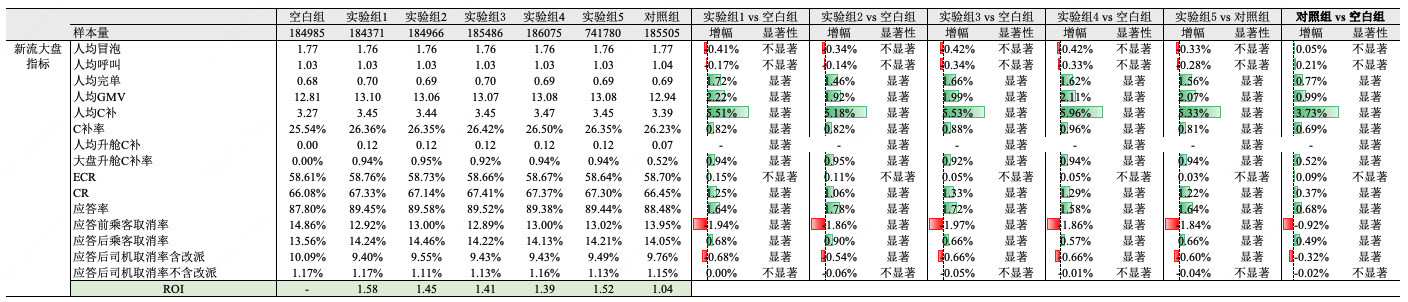 空白组 实验组1 实验组2 实验组3 实验组4 实验组5 对照组 实验组1 vs 空白组 实验组2 vs 空白组 实验组3 vs 空白组 实验组4 vs 空白组 实验组5 vs 对照组 对照组 vs 空白组
样本量 184985 184371 184966 185486 186075 741780 185505 增幅 显著性 增幅 显著性 增幅 显著性 增幅 显著性 增幅 显著性 增幅 显著性
新流大盘 人均冒泡 1.77 1.76 1.76 1.76 1.76 1.76 1.77 -0.41% 不显著 -0.34% 不显著 -0.42% 不显著 -0.42% 不显著 -0.33% 不显著 0.05% 不显著
指标 人均呼叫 1.03 1.03 1.03 1.03 1.03 1.03 1.04 -0.17% 不显著 -0.14% 不显著 -0.34% 不显著 -0.33% 不显著 -0.28% 不显著 0.21% 不显著
人均完单 0.68 0.70 0.69 0.70 0.69 0.69 0.69 1.72% 显著 1.46% 显著 1.66% 显著 1.62% 显著 1.56% 显著 0.77% 显著
人均GMV 12.81 13.10 13.06 13.07 13.08 13.08 12.94 2.22% 显著 1.92% 显著 1.99% 显著 2.11% 显著 2.07% 显著 0.99% 显著
人均C补 3.27 3.45 3.44 3.45 3.47 3.45 3.39 5.51% 显著 5.18% 显著 5.53% 显著 5.96% 显著 5.33% 显著 3.73% 显著
C补率 25.54% 26.36% 26.35% 26.42% 26.50% 26.35% 26.23% 0.82% 显著 0.82% 显著 0.88% 显著 0.96% 显著 0.81% 显著 0.69% 显著
人均升舱C补 0.00 0.12 0.12 0.12 0.12 0.12 0.07 - 显著 - 显著 - 显著 - 显著 - 显著 - 显著
大盘升舱C补率 0.00% 0.94% 0.95% 0.92% 0.94% 0.94% 0.52% 0.94% 显著 0.95% 显著 0.92% 显著 0.94% 显著 0.94% 显著 0.52% 显著
ECR 58.61% 58.76% 58.73% 58.66% 58.67% 58.64% 58.70% 0.15% 不显著 0.11% 不显著 0.05% 不显著 0.05% 不显著 0.03% 不显著 0.09% 不显著
CR 66.08% 67.33% 67.14% 67.41% 67.37% 67.30% 66.45% 1.25% 显著 1.06% 显著 1.33% 显著 1.29% 显著 1.22% 显著 0.37% 显著
应答率 87.80% 89.45% 89.58% 89.52% 89.38% 89.44% 88.48% 1.64% 显著 1.78% 显著 1.72% 显著 1.58% 显著 1.64% 显著 0.68% 显著
应答前乘客取消率 14.86% 12.92% 13.00% 12.89% 13.00% 13.02% 13.95% -1.94% 显著 -1.86% 显著 -1.97% 显著 -1.86% 显著 -1.84% 显著 -0.92% 显著
应答后乘客取消率 13.56% 14.24% 14.46% 14.22% 14.13% 14.21% 14.05% 0.68% 显著 0.90% 显著 0.66% 显著 0.57% 显著 0.66% 显著 0.49% 显著
应答后司机取消率含改派 10.09% 9.40% 9.55% 9.43% 9.43% 9.49% 9.76% -0.68% 显著 -0.54% 显著 -0.66% 显著 -0.66% 显著 -0.60% 显著 -0.32% 显著
应答后司机取消率不含改派 1.17% 1.17% 1.11% 1.13% 1.16% 1.13% 1.15% 0.00% 不显著 -0.06% 不显著 -0.05% 不显著 -0.01% 不显著 -0.04% 不显著 -0.02% 不显著
ROI - 1.58 1.45 1.41 1.39 1.52 1.04